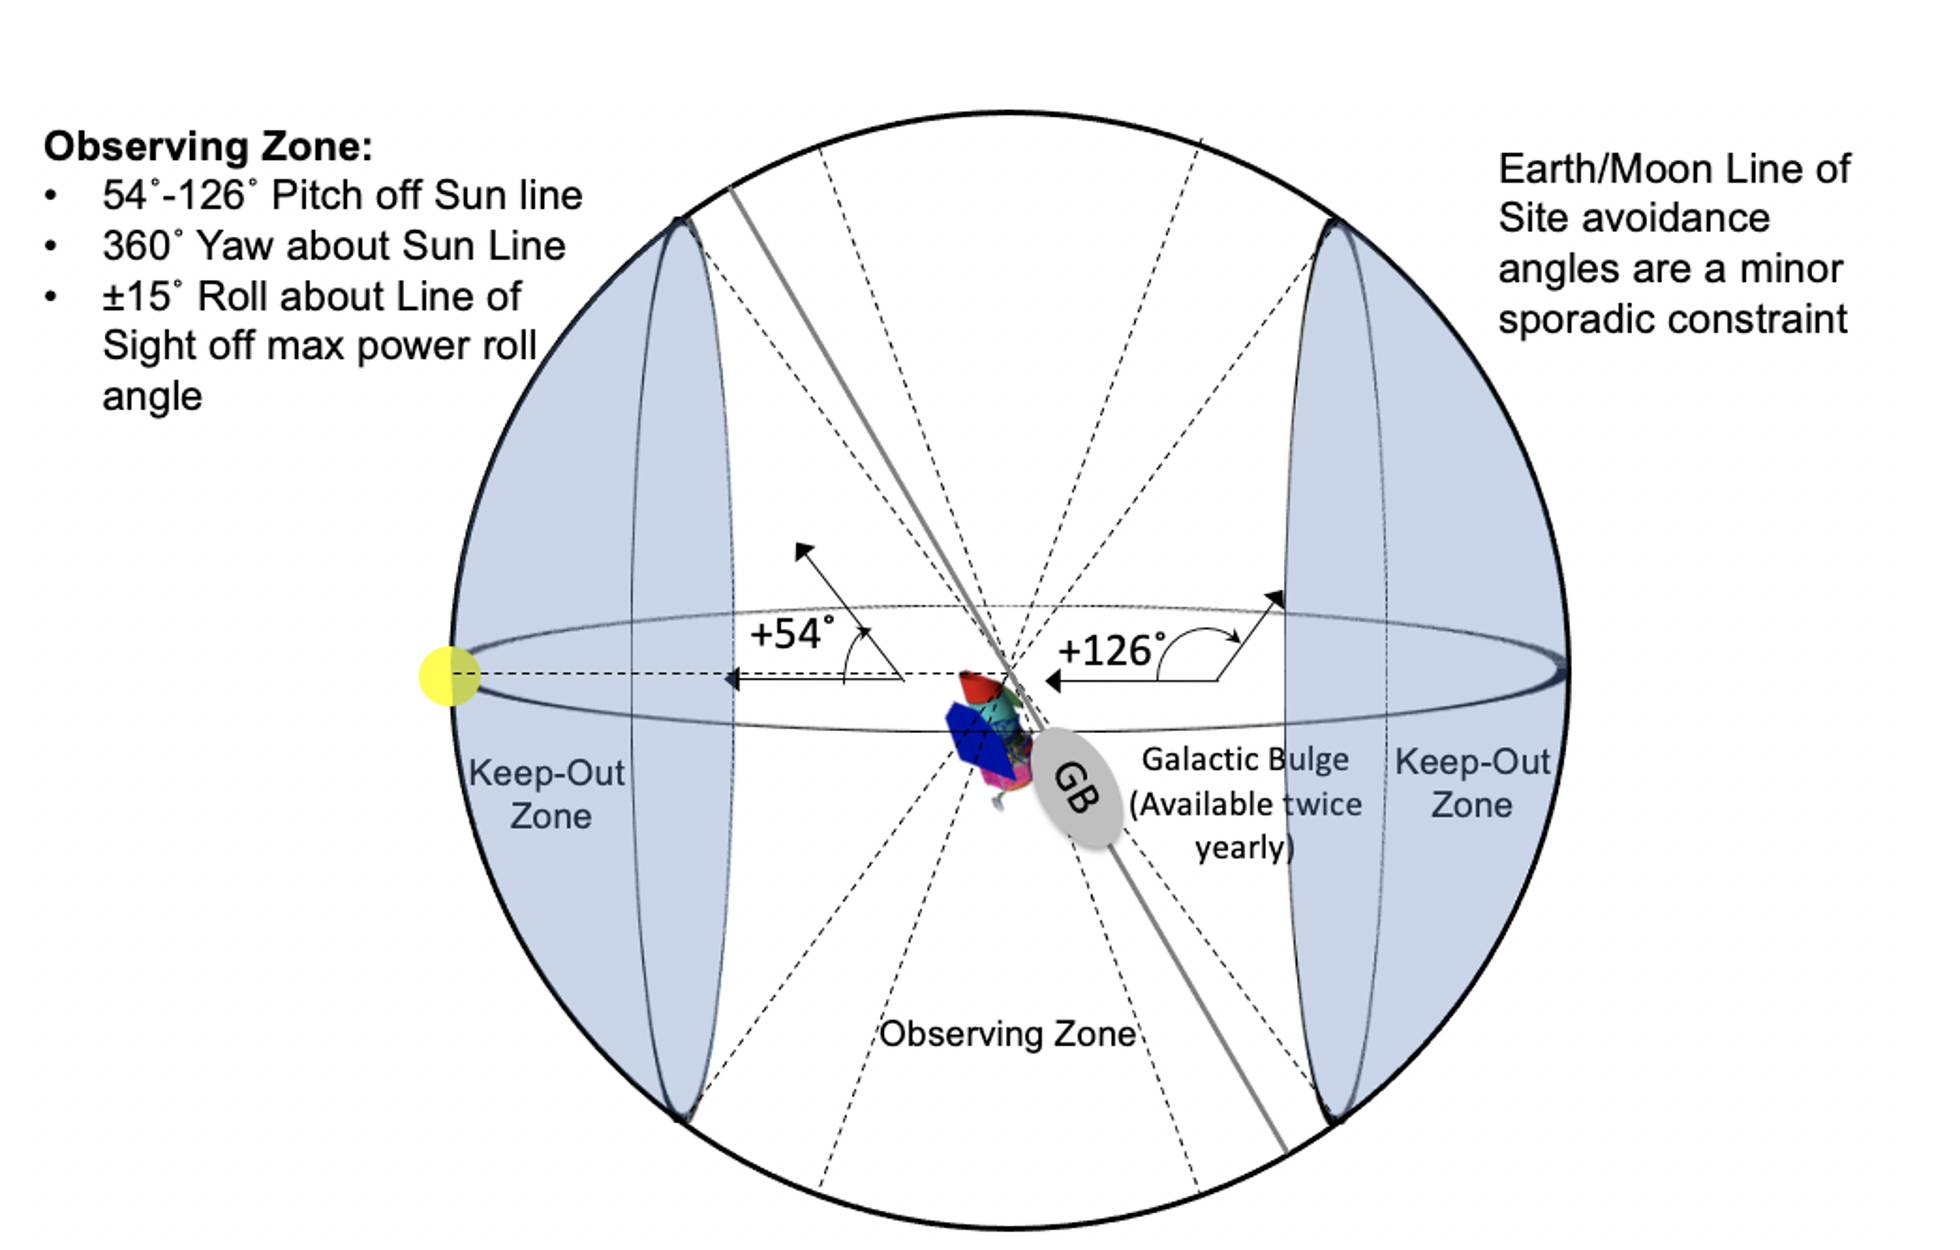 Observing Zone:
• 54˚-126˚ Pitch off Sun line
• 360˚ Yaw about Sun Line
• ±15˚ Roll about Line of
Sight off max power roll
angle
Earth/Moon Line of
Site avoidance
angles are a minor
sporadic constraint
+54˚
+126˚
Keep-Out
Zone
GB
Galactic Bulge
(Available twice
yearly)
Keep-Out
Zone
Observing Zone